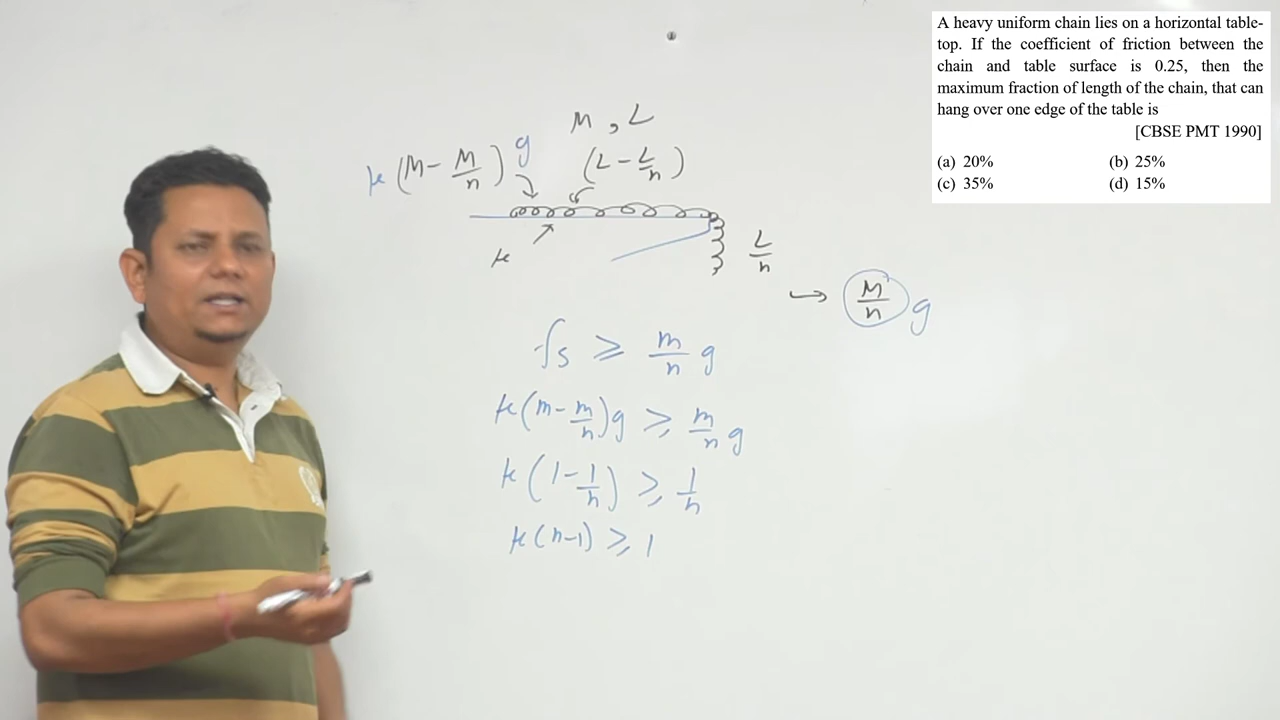 A heavy uniform chain lies on a horizontal table-
top. If the coefficient of friction between the
chain and table surface is 0.25, then the
maximum fraction of length of the chain, that can
hang over one edge of the table is
[CBSE PMT 1990]
(a) 20% (b) 25%
(c) 35% (d) 15%
M, L
μ(M-M/n)g (L-L/n)
μ
L/n
→ M/n g
fs ≥ m/n g
μ(m-m/n)g ≥ m/n g
μ(1-1/n) ≥ 1/n
μ(n-1) ≥ 1